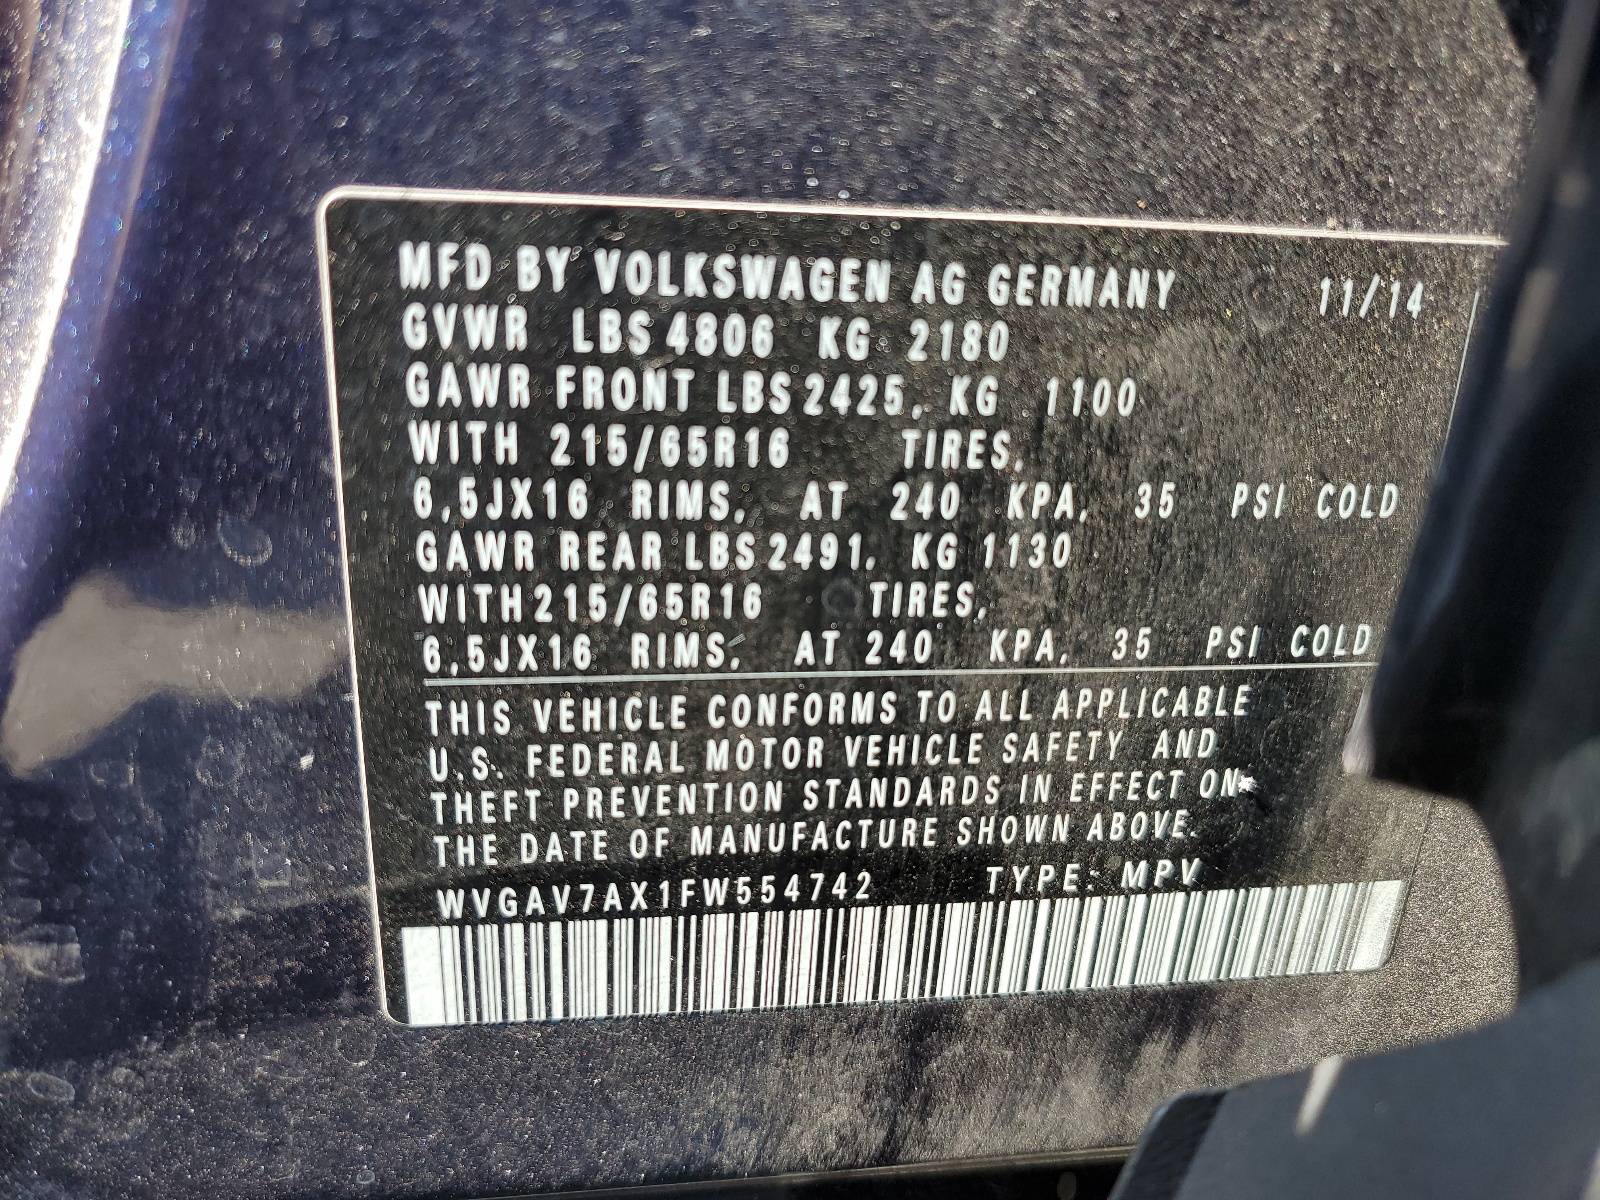 MFD BY VOLKSWAGEN AG GERMANY 11/14
GVWR LBS 4806 KG 2180
GAWR FRONT LBS 2425, KG 1100
WITH 215/65R16 TIRES,
6,5JX16 RIMS, AT 240 KPA, 35 PSI COLD
GAWR REAR LBS 2491, KG 1130
WITH 215/65R16 TIRES,
6,5JX16 RIMS, AT 240 KPA, 35 PSI COLD
THIS VEHICLE CONFORMS TO ALL APPLICABLE
U.S. FEDERAL MOTOR VEHICLE SAFETY AND
THEFT PREVENTION STANDARDS IN EFFECT ON
THE DATE OF MANUFACTURE SHOWN ABOVE.
WVGAV7AX1FW554742 TYPE: MPV